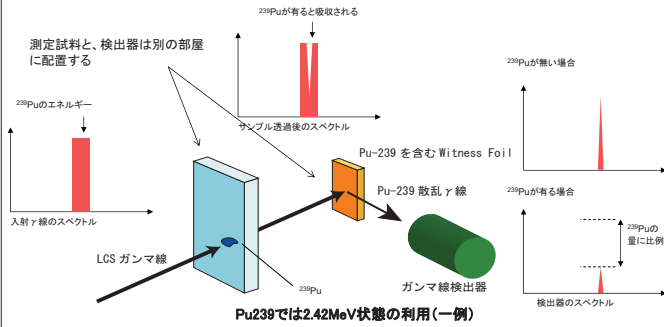 ²³⁹Puが有ると吸収される
測定試料と、検出器は別の部屋
に配置する
²³⁹Puが無い場合
²³⁹Puのエネルギー
サンプル透過後のスペクトル
Pu-239 を含む Witness Foil
Pu-239 散乱γ線
²³⁹Puが有る場合
入射γ線のスペクトル
²³⁹Puの
量に比例
LCS ガンマ線
²³⁹Pu
ガンマ線検出器
検出器のスペクトル
Pu239では2.42MeV状態の利用(一例)